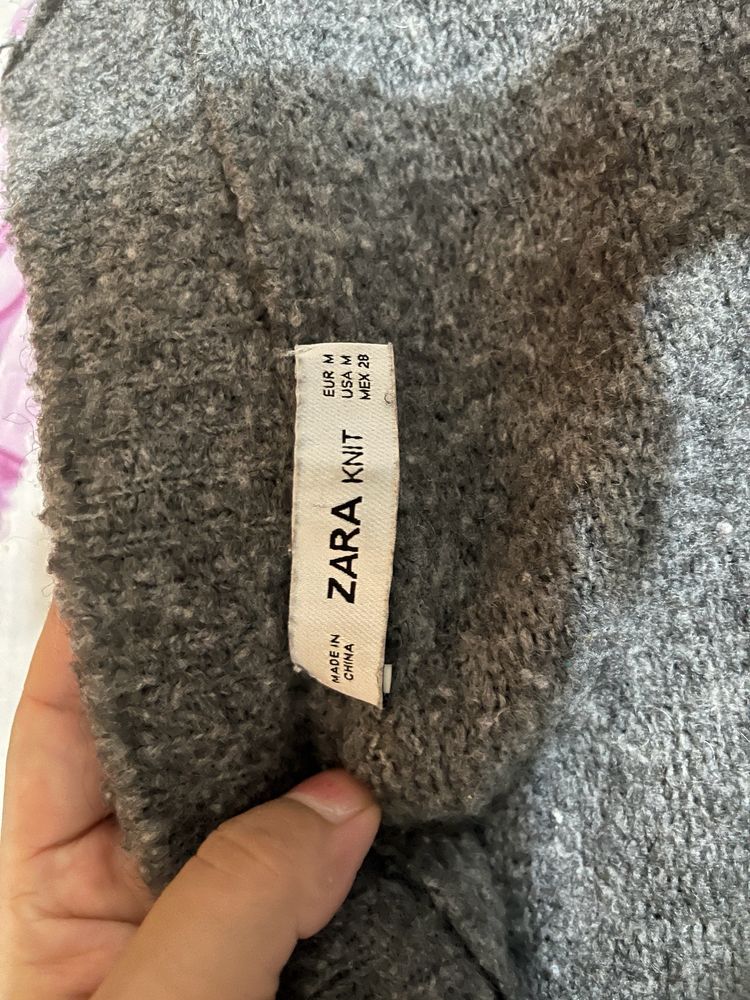 MADE IN
CHINA
ZARA KNIT
EUR M
USA M
MEX 28